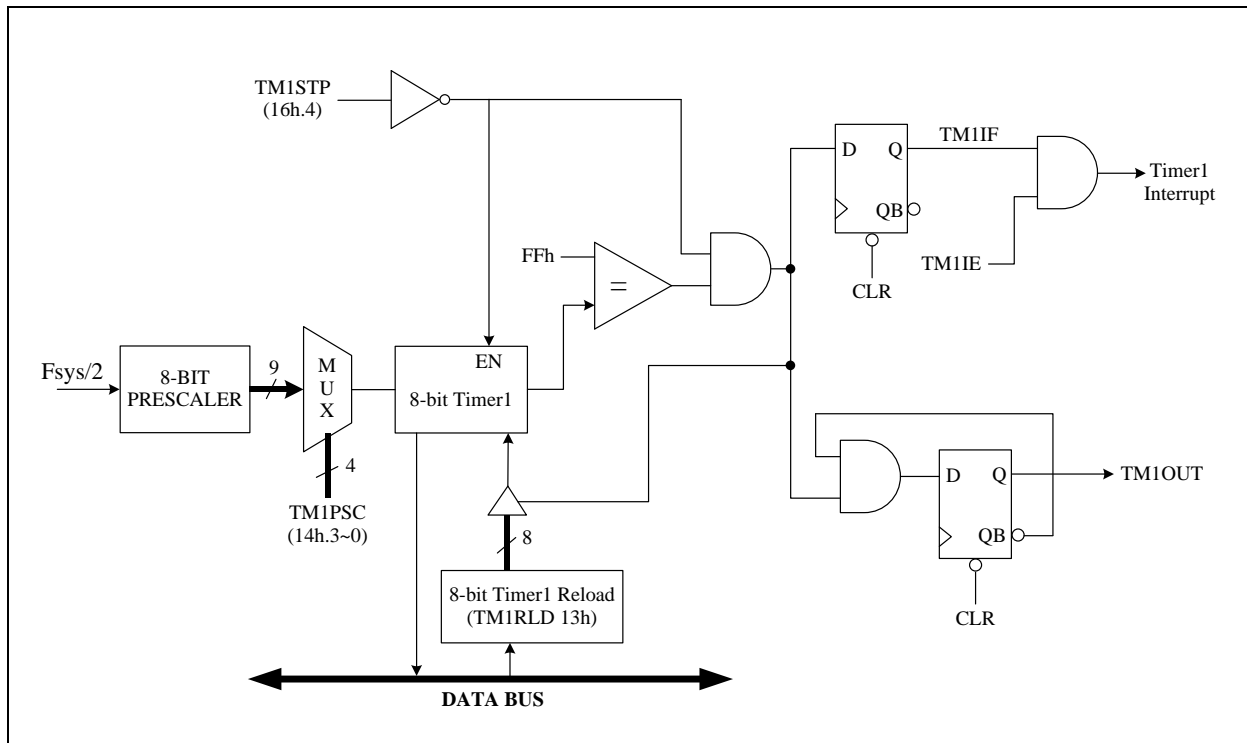 TM1STP
(16h.4)
D
Q
TM1IF
QB
CLR
Timer1
Interrupt
TM1IE
FFh
=
Fsys/2
8-BIT
PRESCALER
9
M
U
X
4
TM1PSC
(14h.3~0)
EN
8-bit Timer1
8
8-bit Timer1 Reload
(TM1RLD 13h)
D
Q
QB
CLR
TM1OUT
DATA BUS